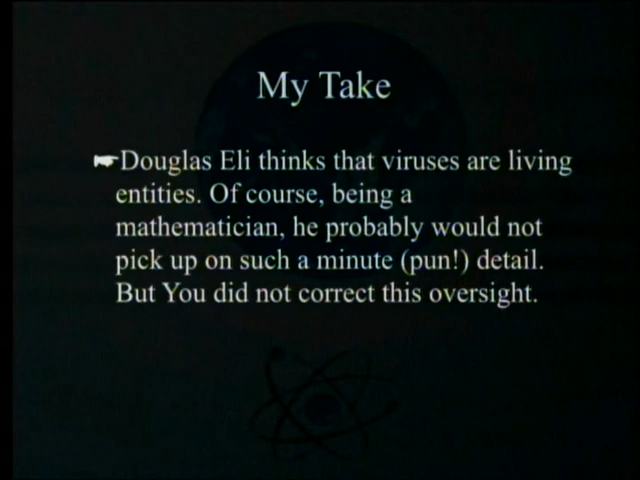 My Take
☛Douglas Eli thinks that viruses are living
entities. Of course, being a
mathematician, he probably would not
pick up on such a minute (pun!) detail.
But You did not correct this oversight.